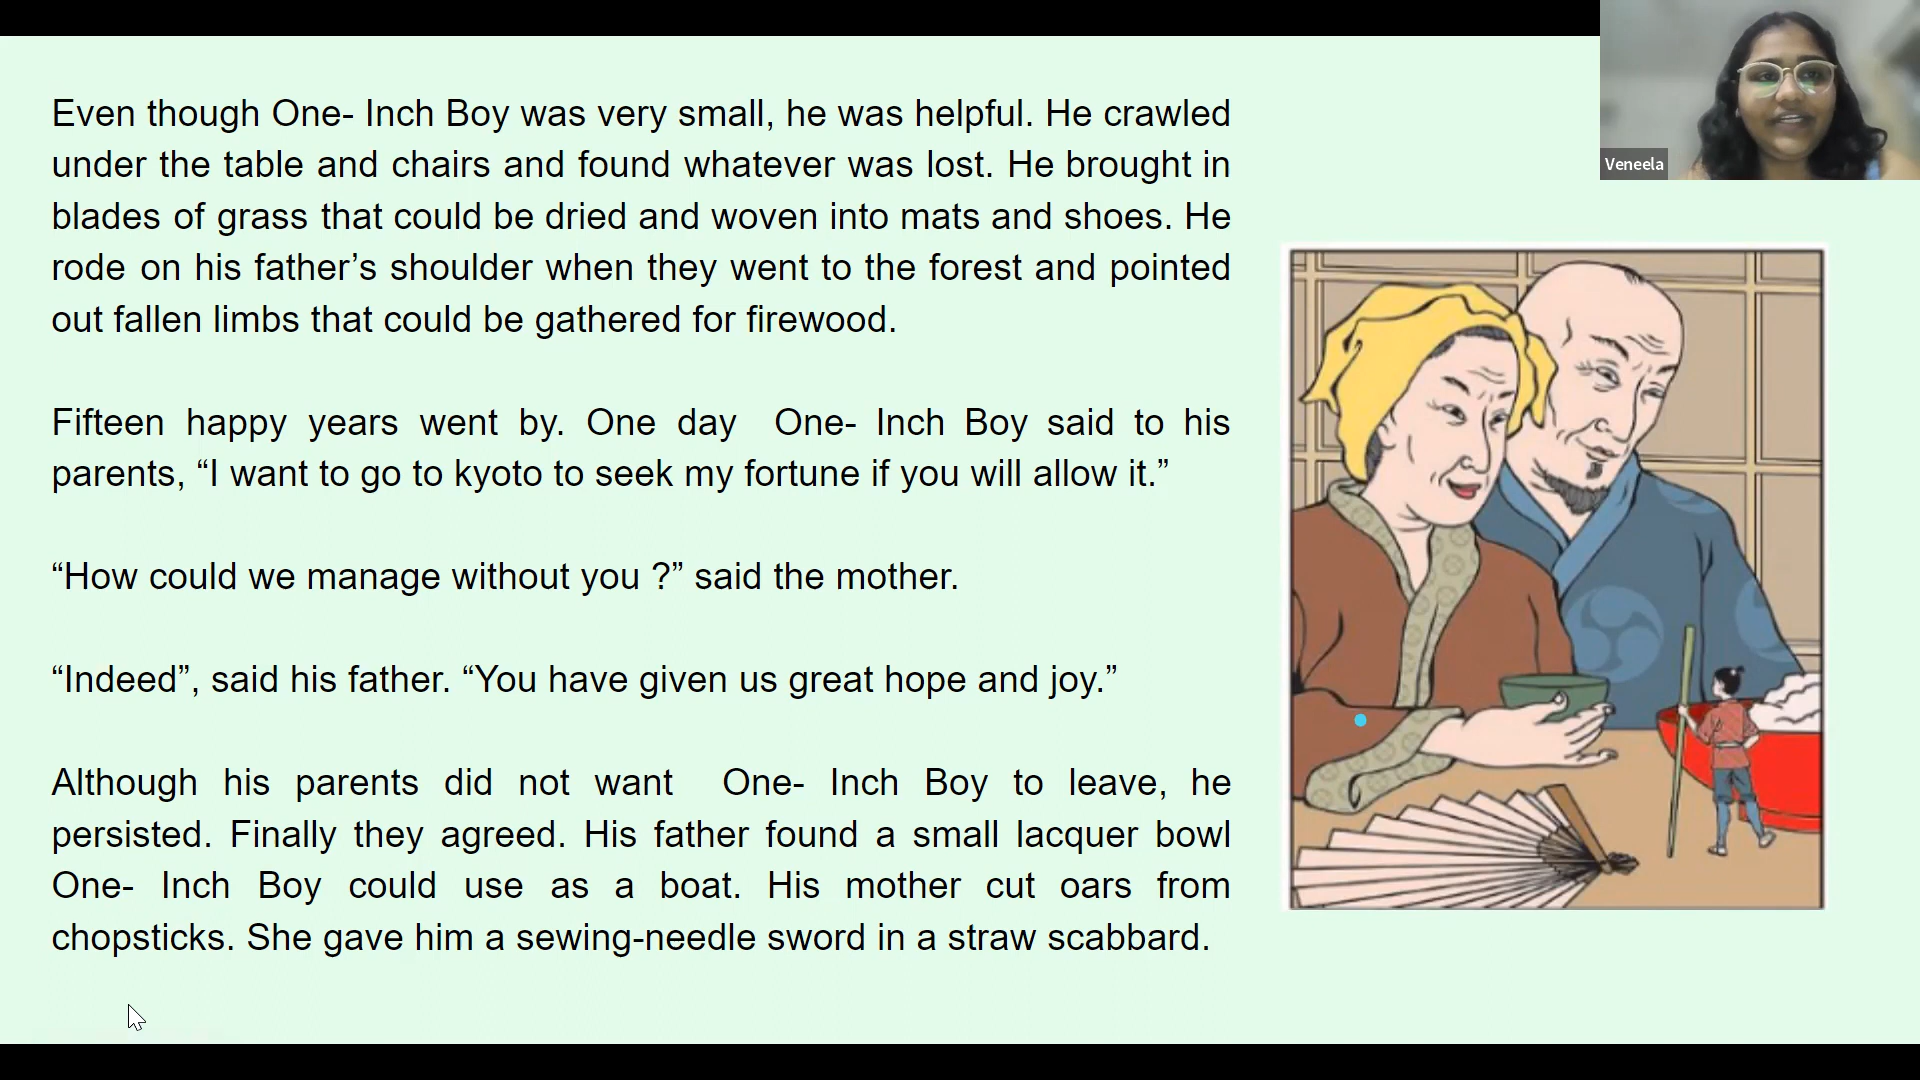 Even though One- Inch Boy was very small, he was helpful. He crawled
under the table and chairs and found whatever was lost. He brought in
blades of grass that could be dried and woven into mats and shoes. He
rode on his father’s shoulder when they went to the forest and pointed
out fallen limbs that could be gathered for firewood.
Fifteen happy years went by. One day  One- Inch Boy said to his
parents, “I want to go to kyoto to seek my fortune if you will allow it.”
“How could we manage without you ?” said the mother.
“Indeed”, said his father. “You have given us great hope and joy.”
Although his parents did not want  One- Inch Boy to leave, he
persisted. Finally they agreed. His father found a small lacquer bowl
One- Inch Boy could use as a boat. His mother cut oars from
chopsticks. She gave him a sewing-needle sword in a straw scabbard.
Veneela